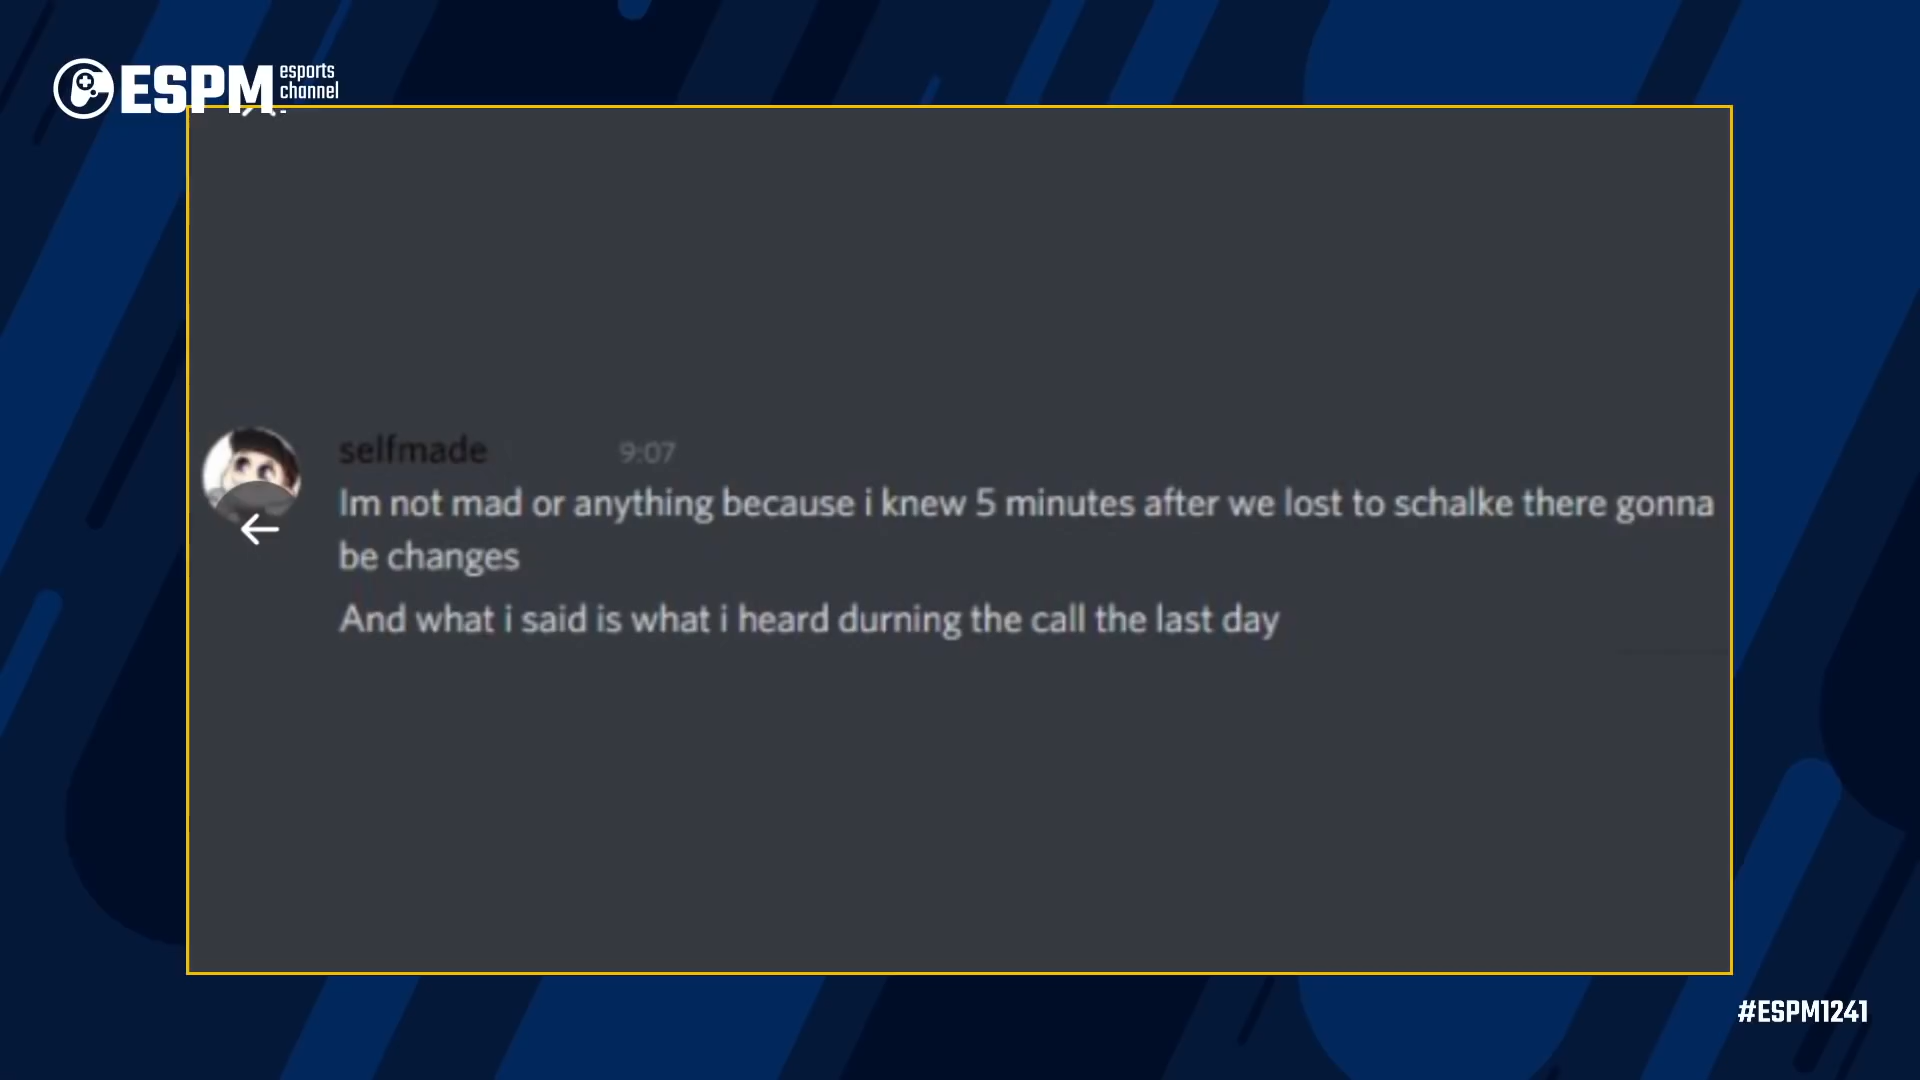 ESPM esports
channel
selfmade 9:07
Im not mad or anything because i knew 5 minutes after we lost to schalke there gonna
be changes
And what i said is what i heard durning the call the last day
#ESPM1241